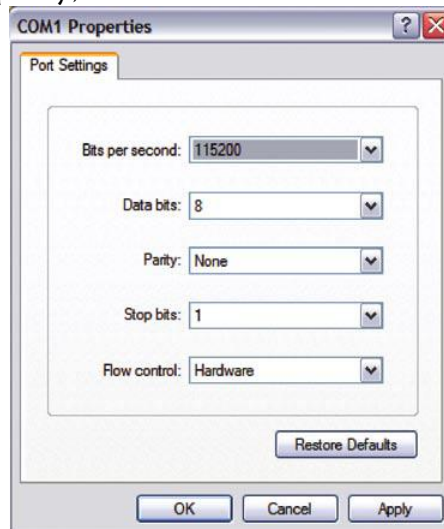 COM1 Properties
Port Settings
Bits per second: 115200
Data bits: 8
Parity: None
Stop bits: 1
Flow control: Hardware
Restore Defaults
OK Cancel Apply